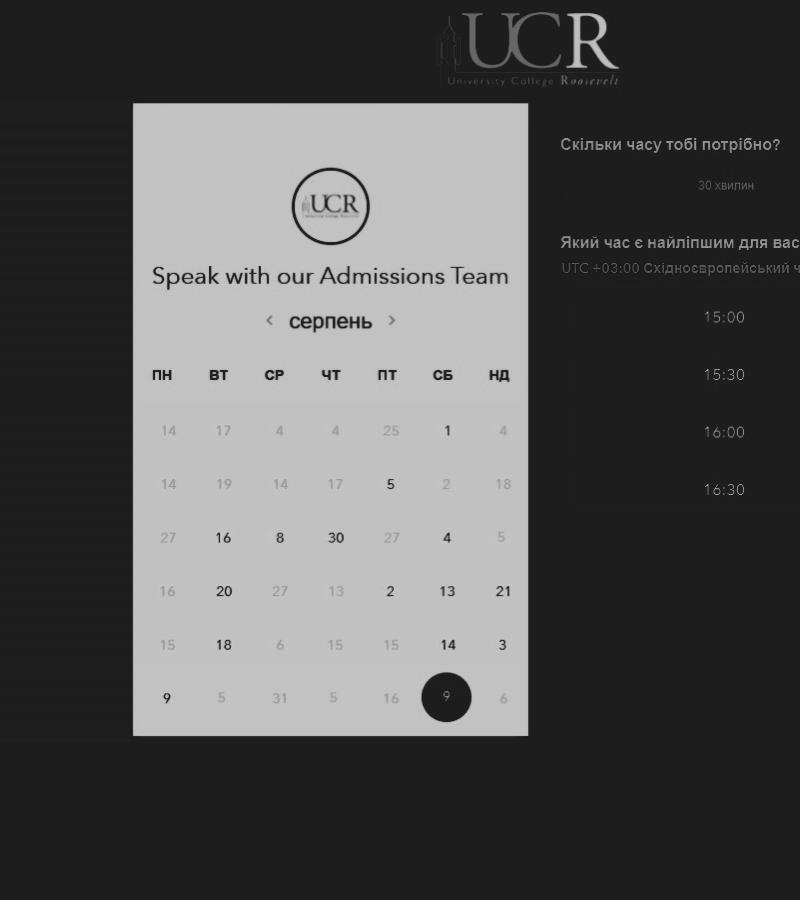 UCR
University College Roosevelt
UCR
Speak with our Admissions Team
< серпень >
ПН ВТ СР ЧТ ПТ СБ НД
14 17 4 4 25 1 4
14 19 14 17 5 2 18
27 16 8 30 27 4 5
16 20 27 13 2 13 21
15 18 6 15 15 14 3
9 5 31 5 16 9 6
Скільки часу тобі потрібно?
30 хвилин
Який час є найліпшим для вас
UTC +03:00 Східноєвропейський ч
15:00
15:30
16:00
16:30